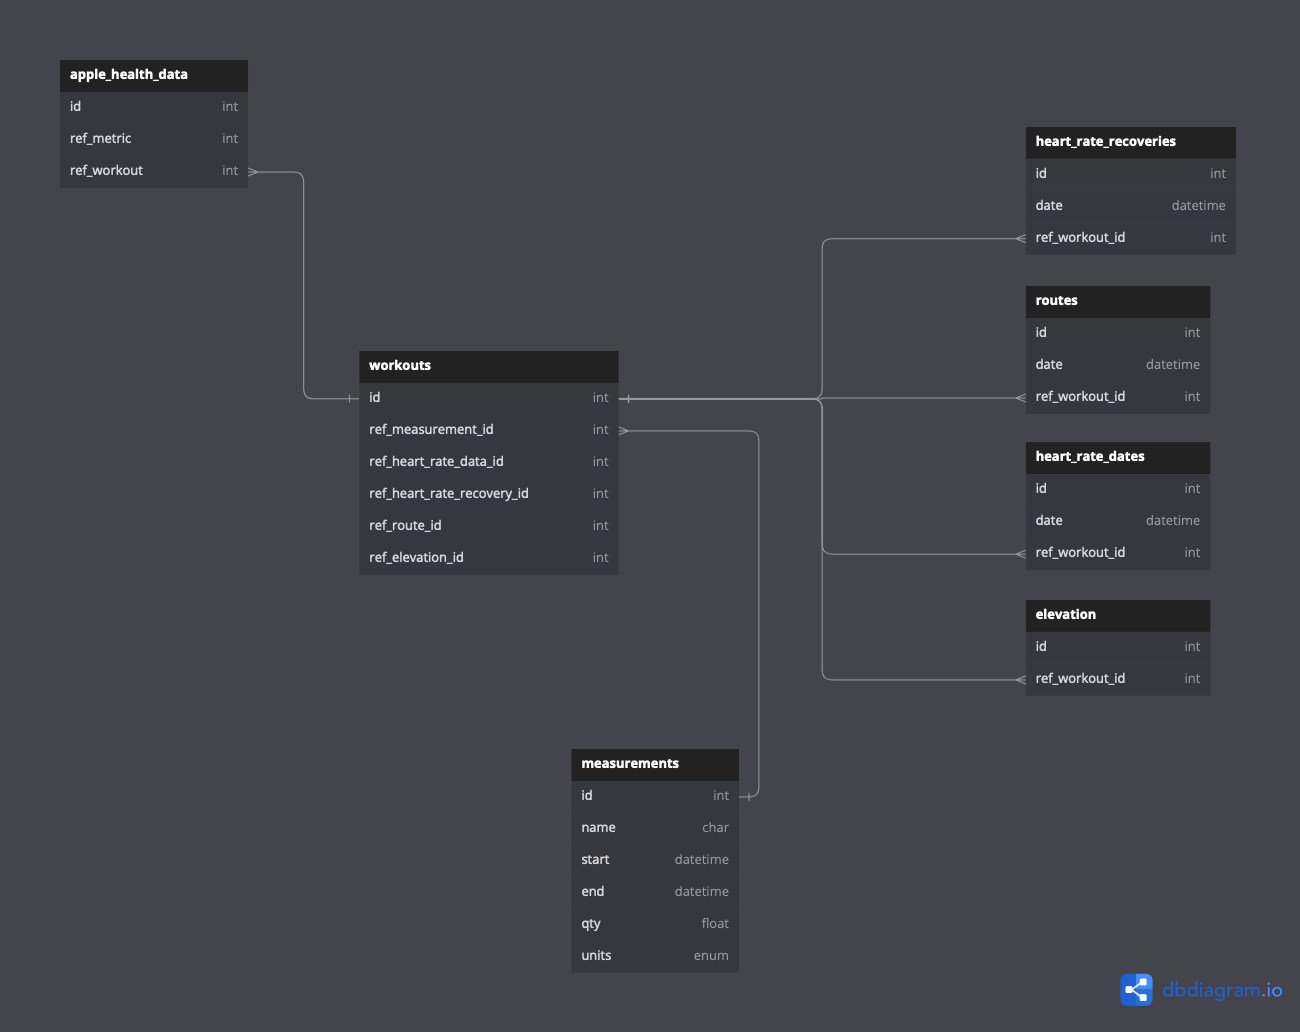 apple_health_data
id int
ref_metric int
ref_workout int
heart_rate_recoveries
id int
date datetime
ref_workout_id int
routes
id int
date datetime
ref_workout_id int
workouts
id int
ref_measurement_id int
ref_heart_rate_data_id int
ref_heart_rate_recovery_id int
ref_route_id int
ref_elevation_id int
heart_rate_dates
id int
date datetime
ref_workout_id int
elevation
id int
ref_workout_id int
measurements
id int
name char
start datetime
end datetime
qty float
units enum
dbdiagram.io